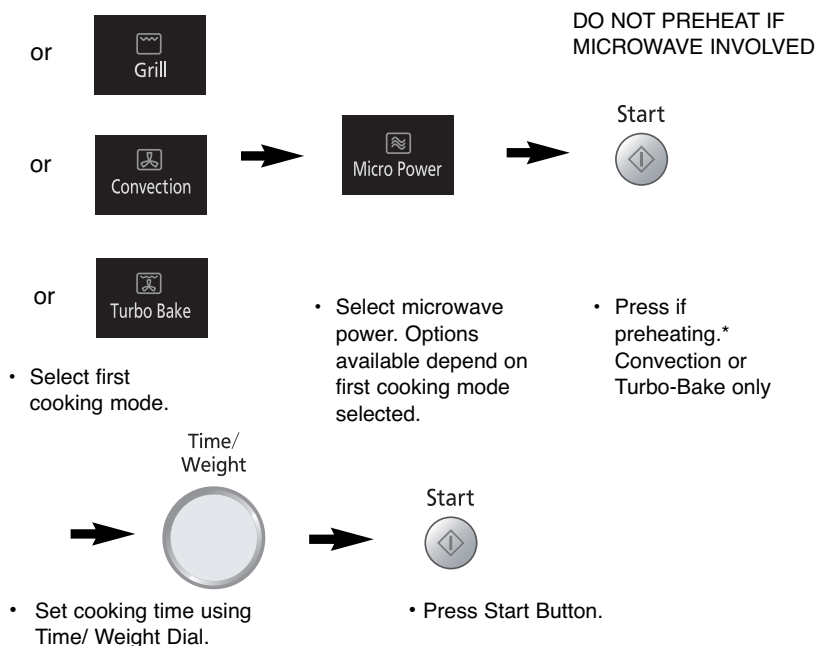 DO NOT PREHEAT IF
MICROWAVE INVOLVED
or
Grill
or
Convection
Micro Power
Start
or
Turbo Bake
• Select first
cooking mode.
• Select microwave
power. Options
available depend on
first cooking mode
selected.
• Press if
preheating.*
Convection or
Turbo-Bake only
Time/
Weight
Start
• Set cooking time using
Time/ Weight Dial.
• Press Start Button.